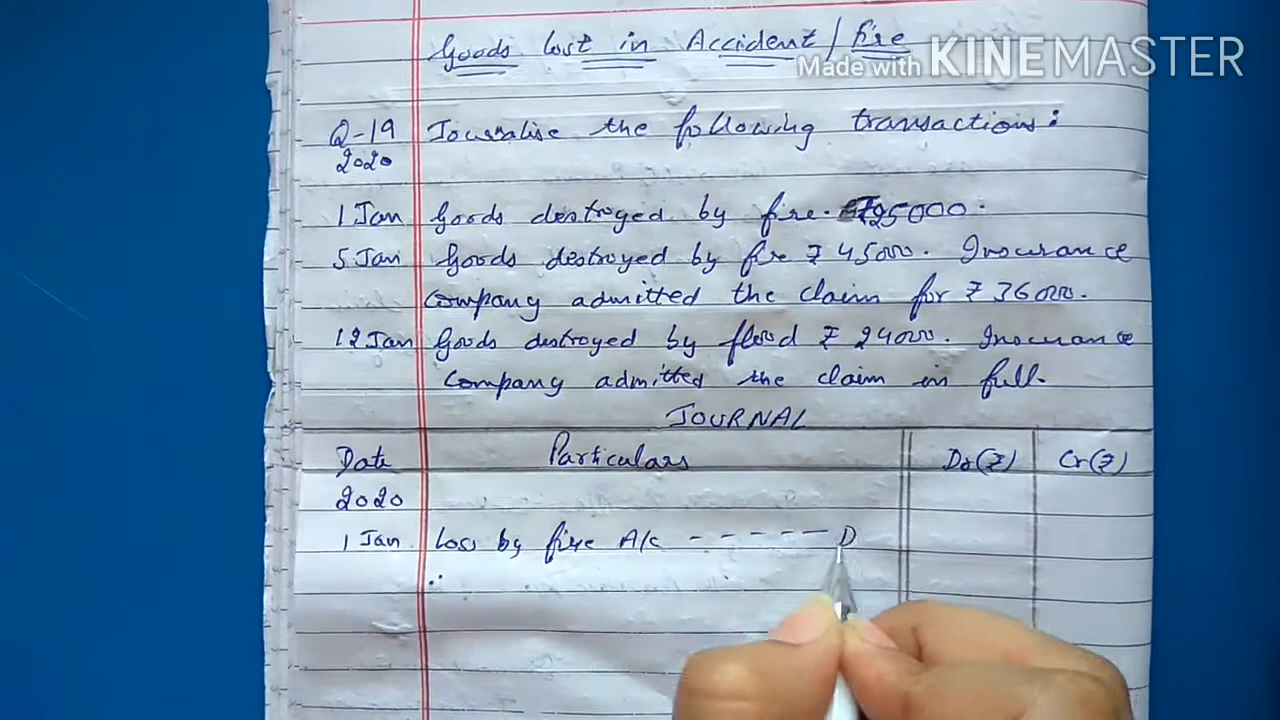 Goods lost in Accident/fire
Made with KINEMASTER
Q-19 Journalise the following transactions:
2020
1 Jan Goods destroyed by fire. ₹25000.
5 Jan Goods destroyed by fire ₹ 45000. Insurance
Company admitted the claim for ₹ 36000.
12 Jan Goods destroyed by flood ₹ 24000. Insurance
Company admitted the claim in full.
JOURNAL
Date Particulars Dr(₹) Cr(₹)
2020
1 Jan Loss by fire A/c ----- D